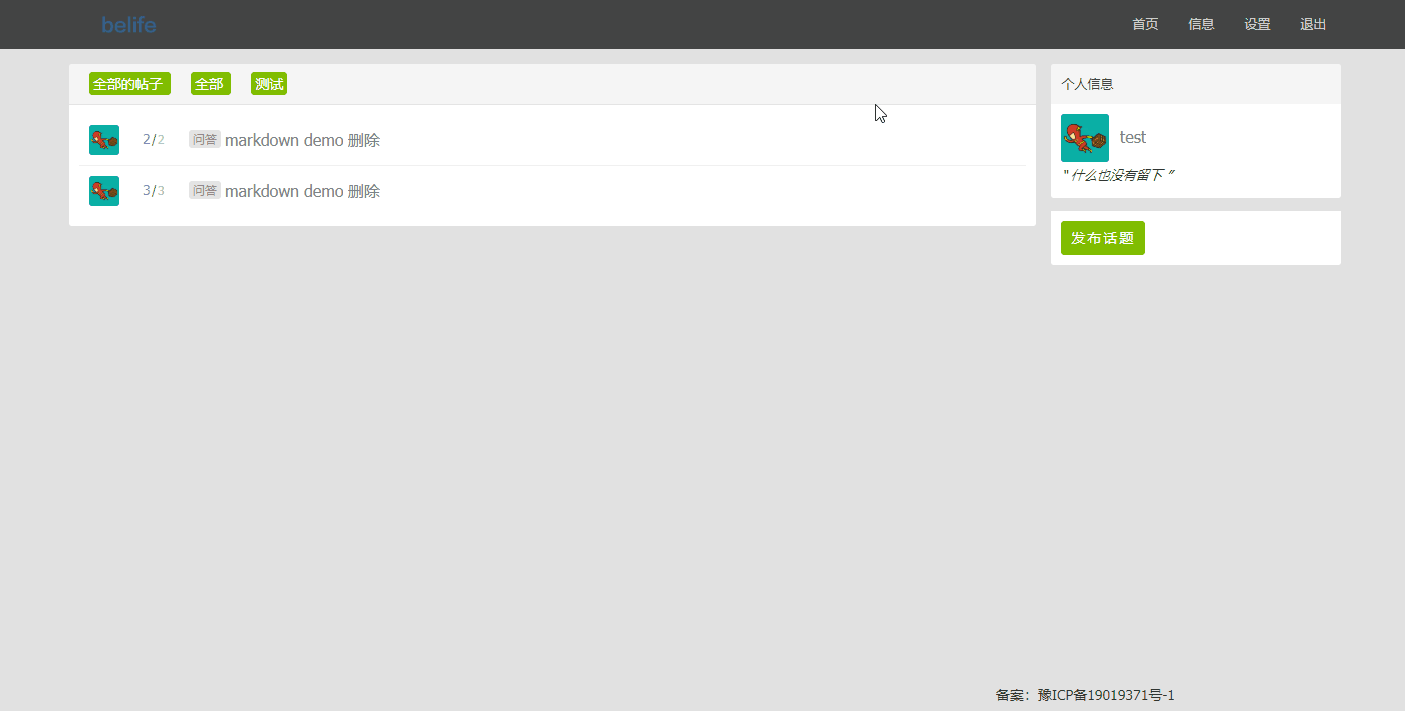 belife 首页 信息 设置 退出
全部的帖子 全部 测试
2/2 问答 markdown demo 删除
3/3 问答 markdown demo 删除
个人信息
test
" 什么也没有留下 ”
发布话题
备案：豫ICP备19019371号-1